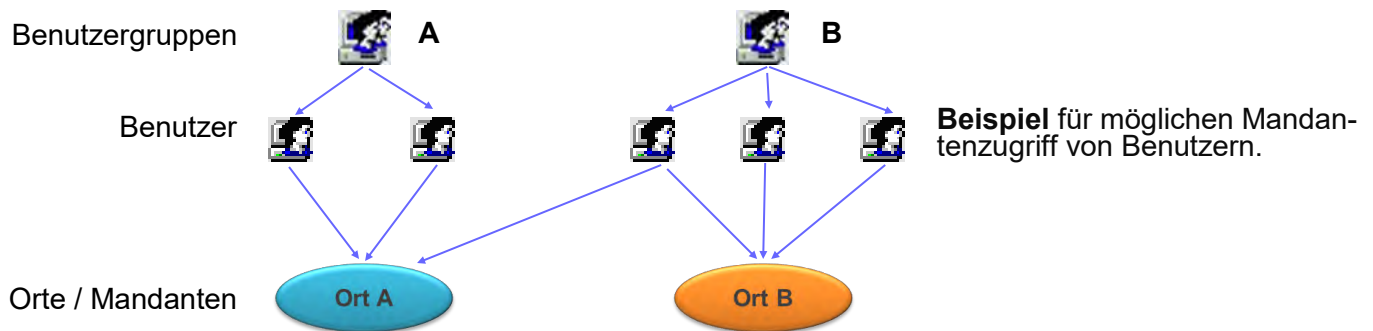 Benutzergruppen
A
B
Benutzer
Beispiel für möglichen Mandan-
tenzugriff von Benutzern.
Orte / Mandanten
Ort A
Ort B